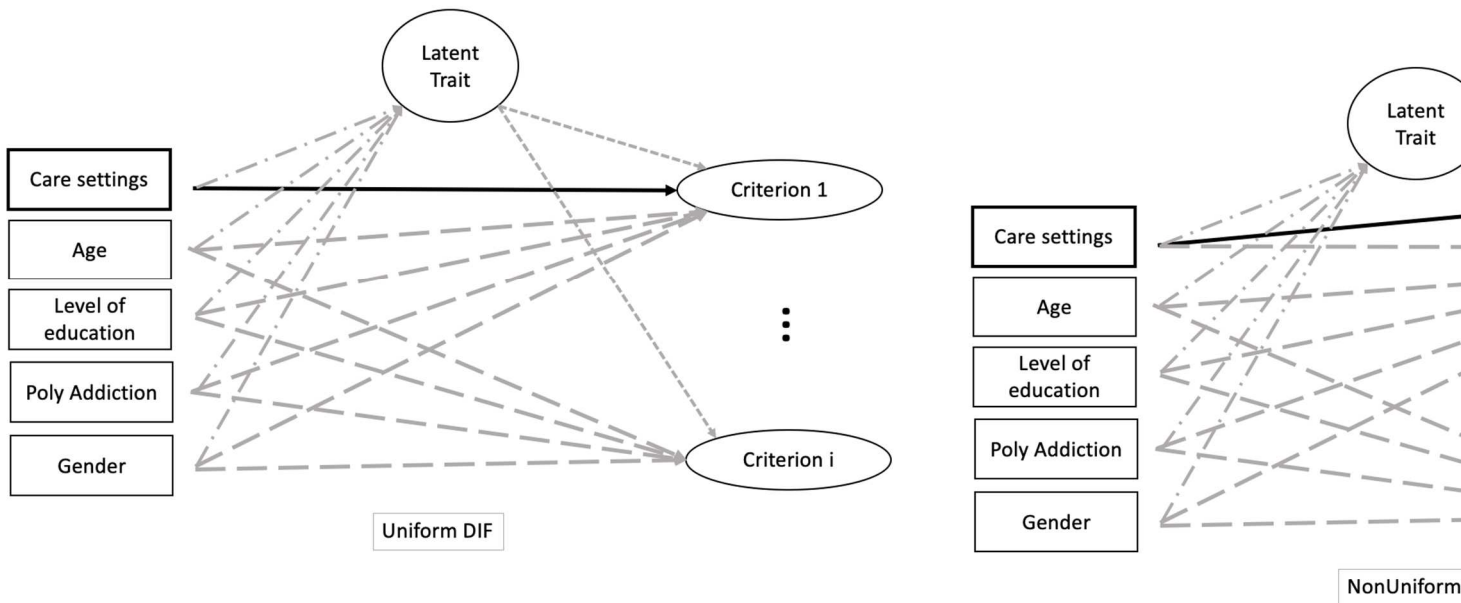 Latent
Trait
Care settings
Age
Level of
education
Poly Addiction
Gender
Criterion 1
Criterion i
Uniform DIF
Latent
Trait
Care settings
Age
Level of
education
Poly Addiction
Gender
NonUniform